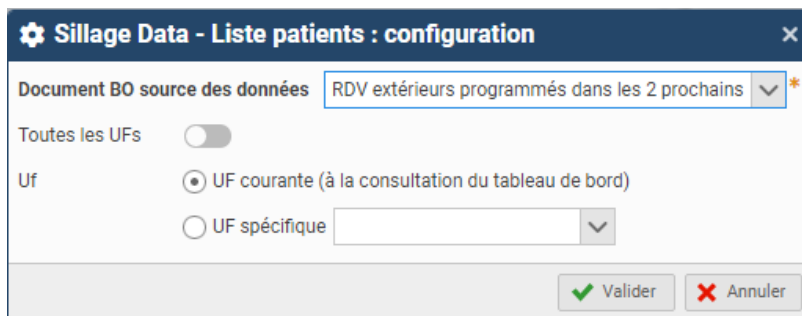 Sillage Data - Liste patients : configuration
Document BO source des données RDV extérieurs programmés dans les 2 prochains *
Toutes les UFs
Uf UF courante (à la consultation du tableau de bord)
UF spécifique
Valider Annuler